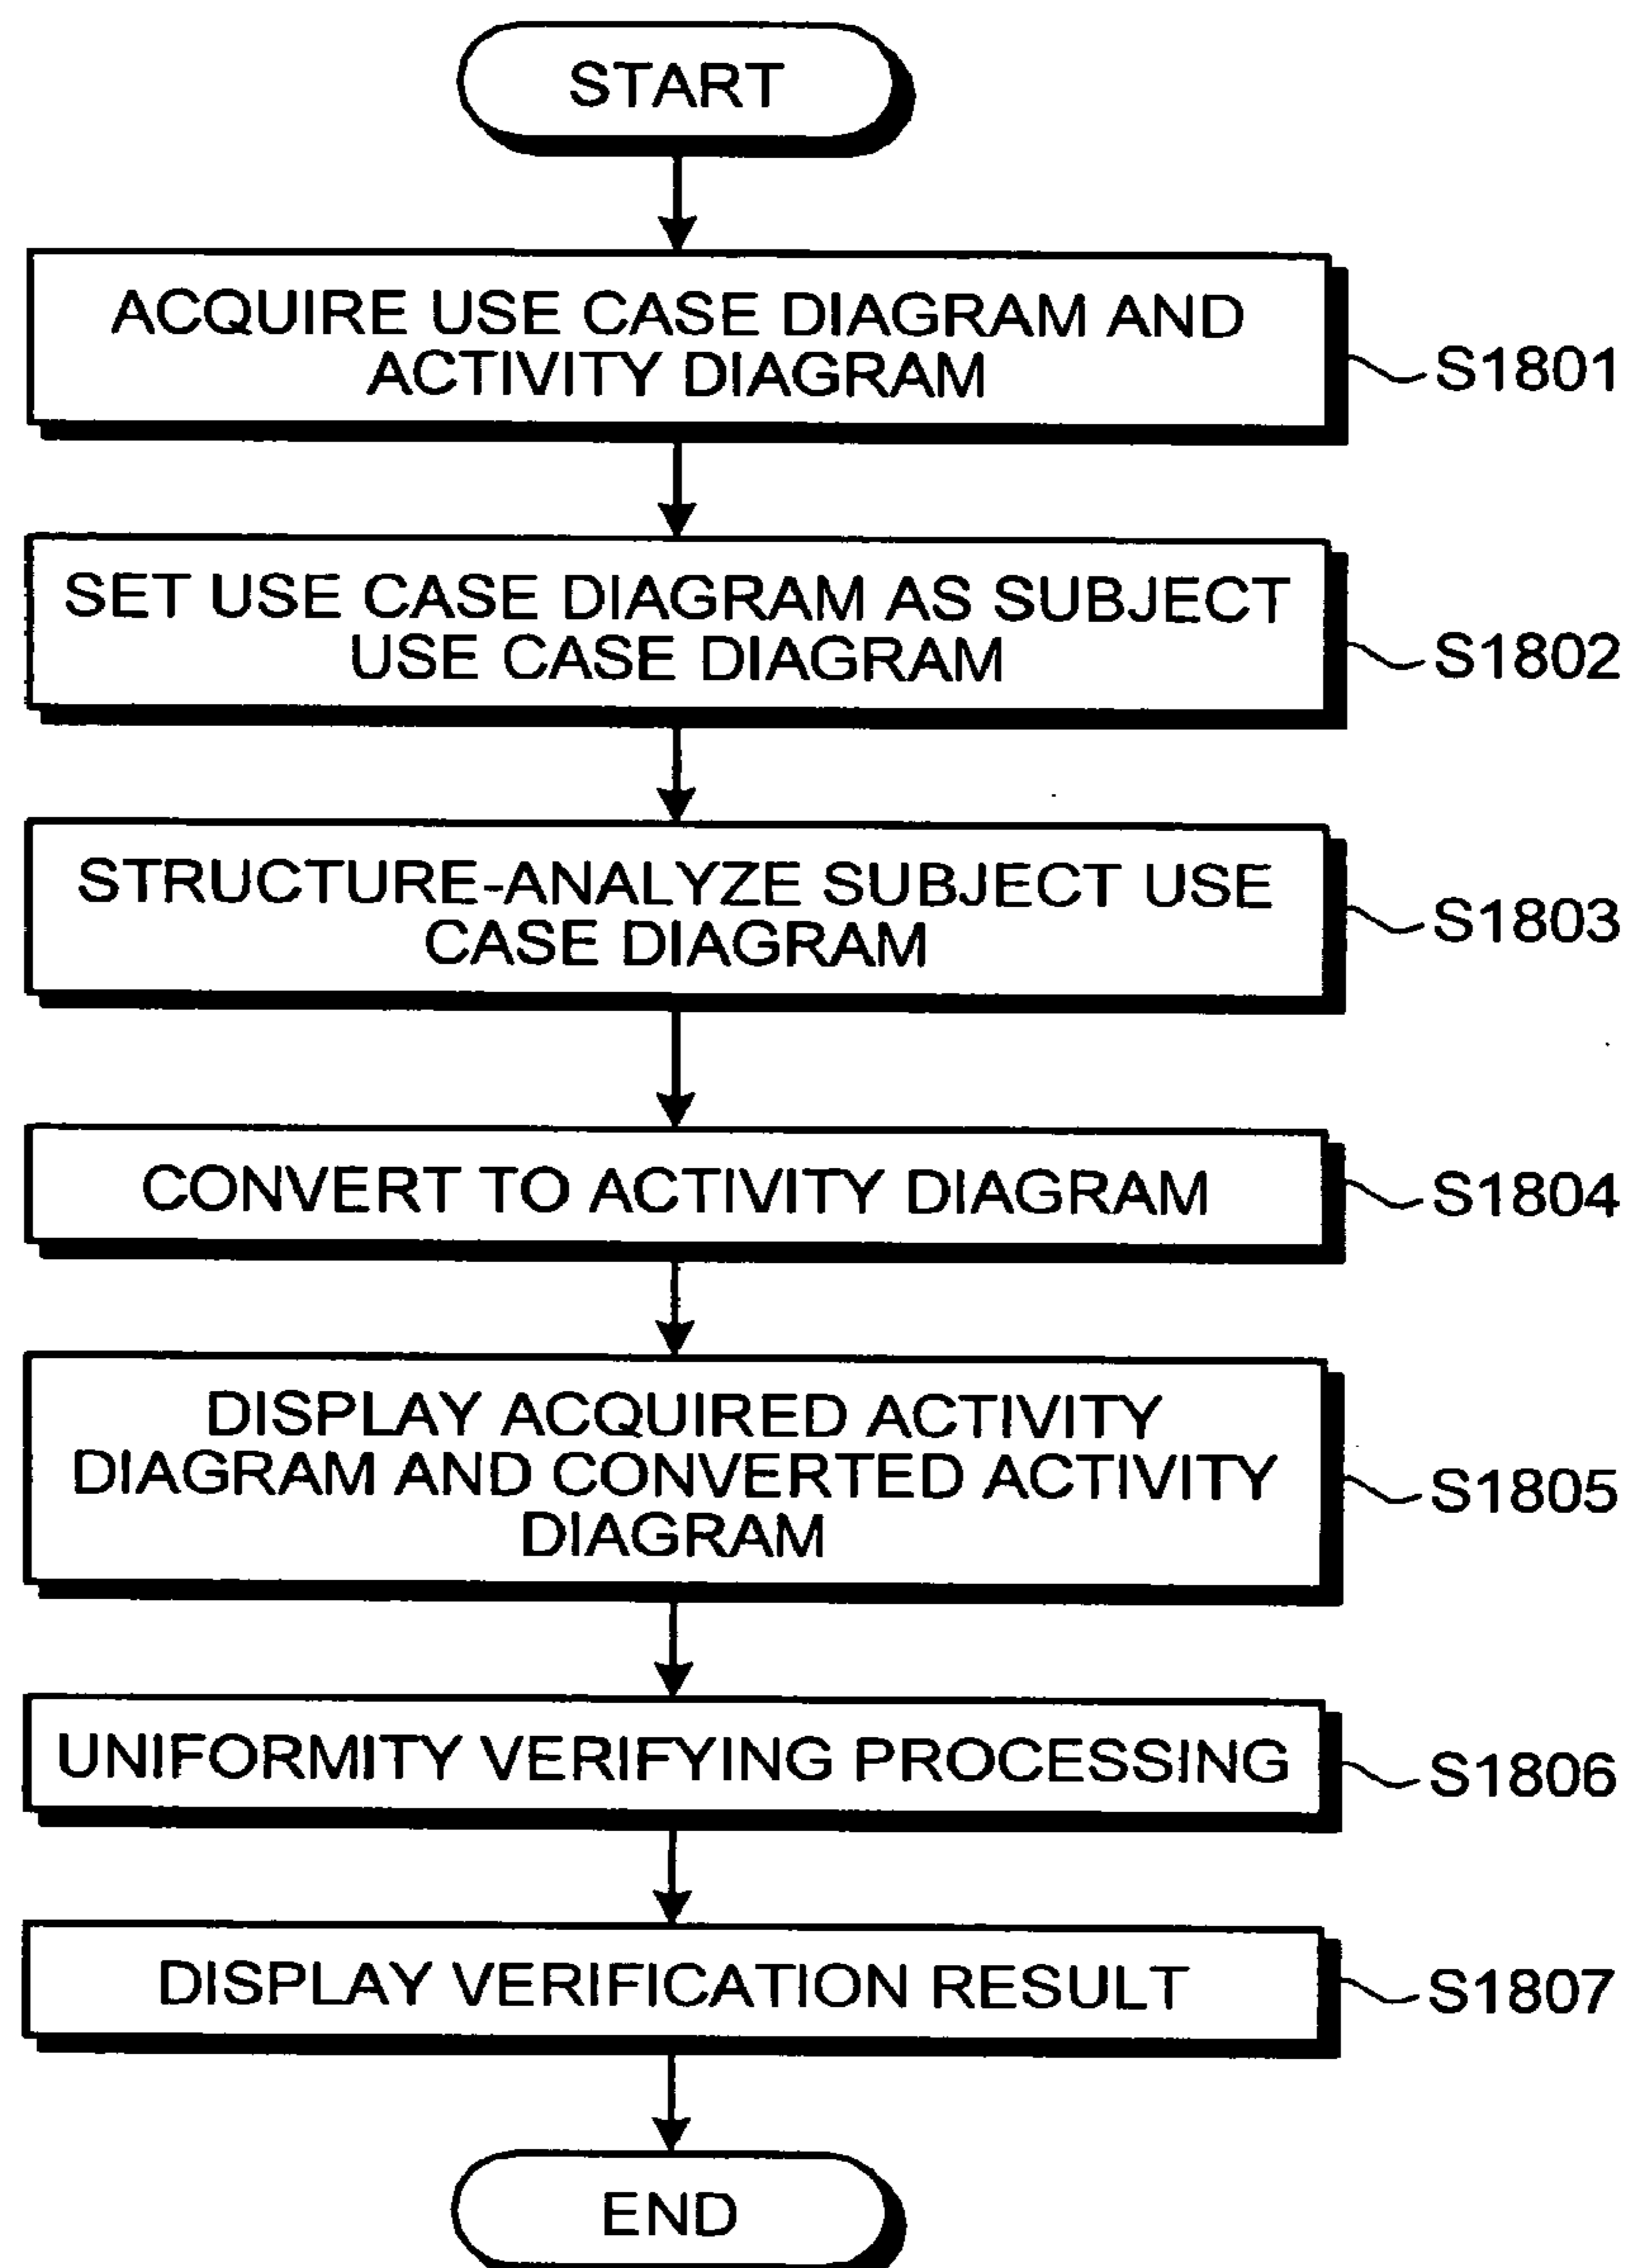 START
ACQUIRE USE CASE DIAGRAM AND
ACTIVITY DIAGRAM
S1801
SET USE CASE DIAGRAM AS SUBJECT
USE CASE DIAGRAM
S1802
STRUCTURE-ANALYZE SUBJECT USE
CASE DIAGRAM
S1803
CONVERT TO ACTIVITY DIAGRAM
S1804
DISPLAY ACQUIRED ACTIVITY
DIAGRAM AND CONVERTED ACTIVITY
DIAGRAM
S1805
UNIFORMITY VERIFYING PROCESSING
S1806
DISPLAY VERIFICATION RESULT
S1807
END